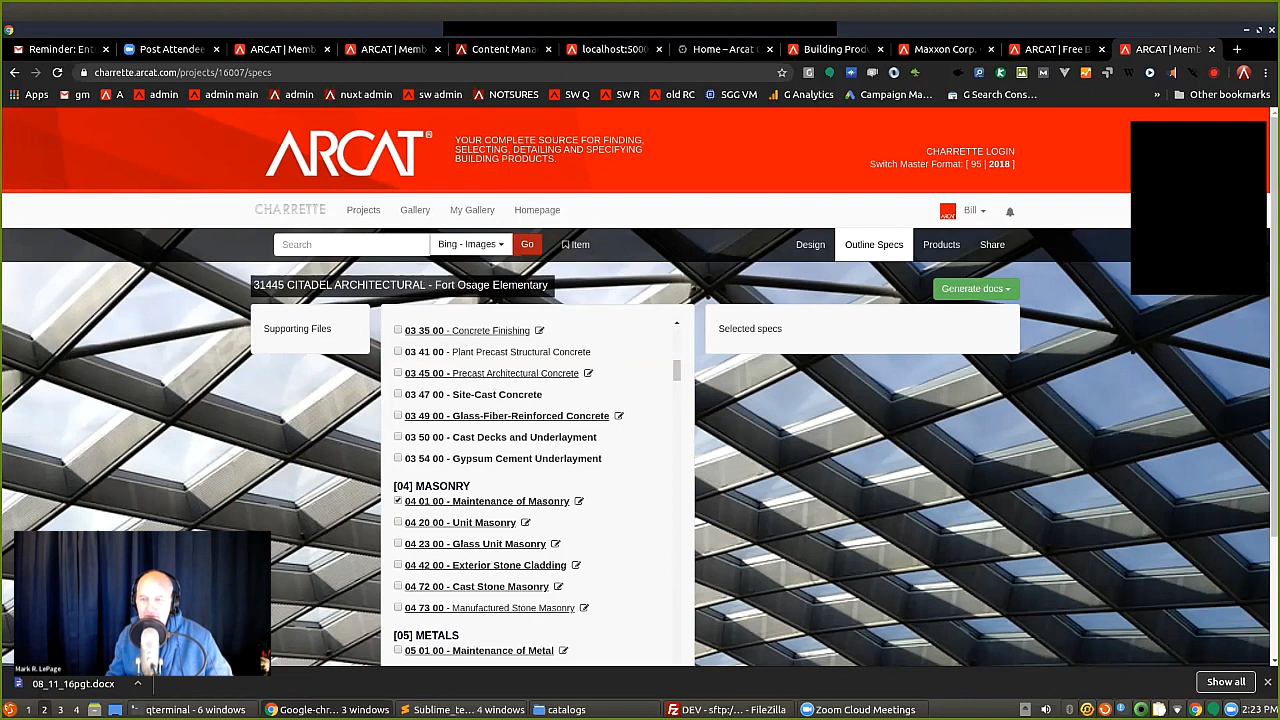 Reminder: Ent
Post Attendee
ARCAT | Memb
ARCAT | Memb
Content Mana
localhost:5000
Home – Arcat C
Building Produ
Maxxon Corp.
ARCAT | Free B
ARCAT | Memb
charrette.arcat.com/projects/16007/specs
Apps gm A admin admin main admin nuxt admin sw admin NOTSURES SW Q SW R old RC SGG VM G Analytics Campaign Ma... G Search Cons... » Other bookmarks
ARCAT®
YOUR COMPLETE SOURCE FOR FINDING,
SELECTING, DETAILING AND SPECIFYING
BUILDING PRODUCTS.
CHARRETTE LOGIN
Switch Master Format: [ 95 | 2018 ]
CHARRETTE Projects Gallery My Gallery Homepage
ARCAT Bill
Search Bing - Images Go Item Design Outline Specs Products Share
31445 CITADEL ARCHITECTURAL - Fort Osage Elementary
Generate docs
Supporting Files
03 35 00 - Concrete Finishing
03 41 00 - Plant Precast Structural Concrete
03 45 00 - Precast Architectural Concrete
03 47 00 - Site-Cast Concrete
03 49 00 - Glass-Fiber-Reinforced Concrete
03 50 00 - Cast Decks and Underlayment
03 54 00 - Gypsum Cement Underlayment
[04] MASONRY
04 01 00 - Maintenance of Masonry
04 20 00 - Unit Masonry
04 23 00 - Glass Unit Masonry
04 42 00 - Exterior Stone Cladding
04 72 00 - Cast Stone Masonry
04 73 00 - Manufactured Stone Masonry
[05] METALS
05 01 00 - Maintenance of Metal
Selected specs
Mark R. LePage
08_11_16pgt.docx
Show all
1 2 3 4 qterminal - 6 windows Google-chr... 3 windows Sublime_te... 4 windows catalogs DEV - sftp:/... - FileZilla Zoom Cloud Meetings 2:23 PM